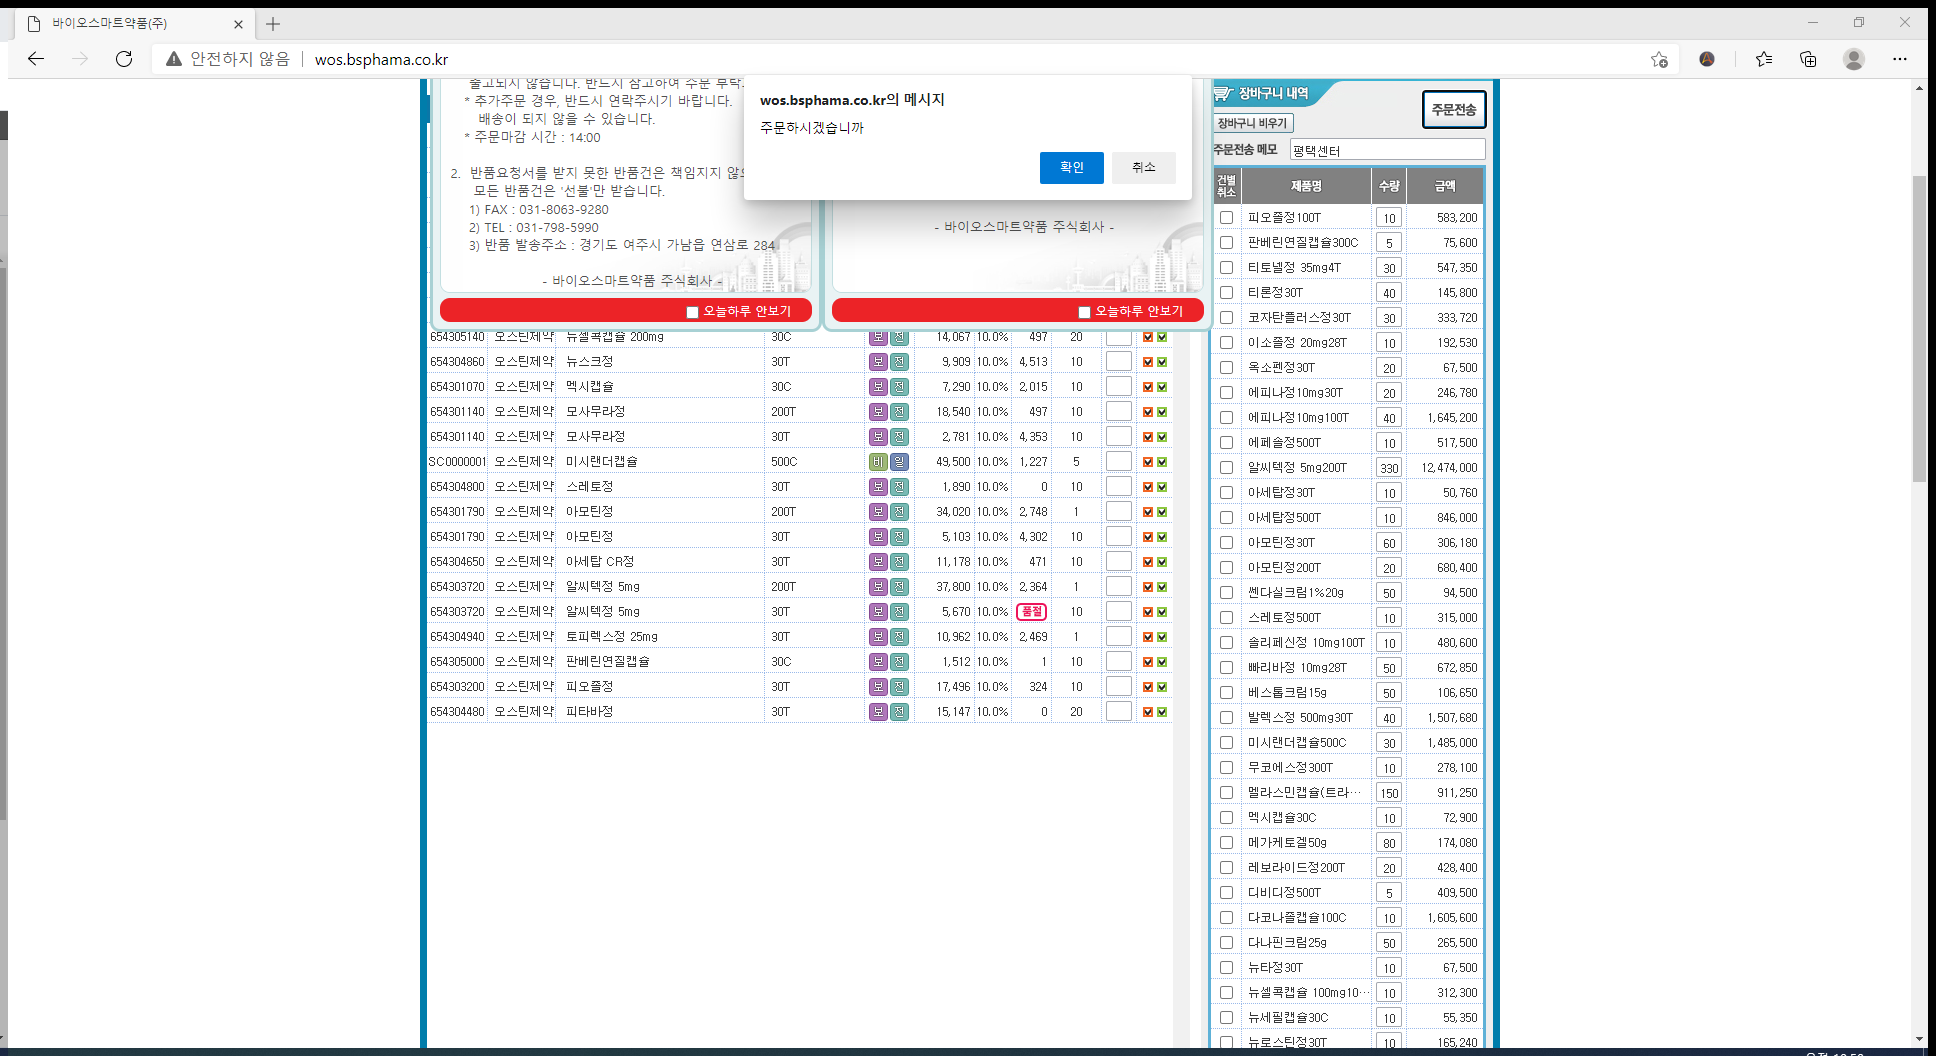 바이오스마트약품(주)
안전하지 않음 wos.bsphama.co.kr
출고되지 않습니다. 반드시 참고하여 주문 부탁
* 추가주문 경우, 반드시 연락주시기 바랍니다.
배송이 되지 않을 수 있습니다.
* 주문마감 시간 : 14:00
2. 반품요청서를 받지 못한 반품건은 책임지지 않
모든 반품건은 '선불'만 받습니다.
1) FAX : 031-8063-9280
2) TEL : 031-798-5990
3) 반품 발송주소 : 경기도 여주시 가남읍 연삼로 284
- 바이오스마트약품 주식회사 -
오늘하루 안보기
wos.bsphama.co.kr의 메시지
주문하시겠습니까
확인 취소
- 바이오스마트약품 주식회사 -
오늘하루 안보기
654305140 오스틴제약 뉴셀콕캡슐 200mg 30C 보 전 14,067 10.0% 497 20
654304860 오스틴제약 뉴스크정 30T 보 전 9,909 10.0% 4,513 10
654301070 오스틴제약 멕시캡슐 30C 보 전 7,290 10.0% 2,015 10
654301140 오스틴제약 모사무라정 200T 보 전 18,540 10.0% 497 10
654301140 오스틴제약 모사무라정 30T 보 전 2,781 10.0% 4,353 10
SC0000001 오스틴제약 미시랜더캡슐 500C 비 일 49,500 10.0% 1,227 5
654304800 오스틴제약 스레토정 30T 보 전 1,890 10.0% 0 10
654301790 오스틴제약 아모틴정 200T 보 전 34,020 10.0% 2,748 1
654301790 오스틴제약 아모틴정 30T 보 전 5,103 10.0% 4,302 10
654304650 오스틴제약 아세탑 CR정 30T 보 전 11,178 10.0% 471 10
654303720 오스틴제약 알씨텍정 5mg 200T 보 전 37,800 10.0% 2,364 1
654303720 오스틴제약 알씨텍정 5mg 30T 보 전 5,670 10.0% 품절 10
654304940 오스틴제약 토피렉스정 25mg 30T 보 전 10,962 10.0% 2,469 1
654305000 오스틴제약 판베린연질캡슐 30C 보 전 1,512 10.0% 1 10
654303200 오스틴제약 피오졸정 30T 보 전 17,496 10.0% 324 10
654304480 오스틴제약 피타바정 30T 보 전 15,147 10.0% 0 20
장바구니 내역
주문전송
장바구니 비우기
주문전송 메모 평택센터
건별취소 제품명 수량 금액
피오졸정100T 10 583,200
판베린연질캡슐300C 5 75,600
티토넬정 35mg4T 30 547,350
티론정30T 40 145,800
코자탄플러스정30T 30 333,720
이소졸정 20mg28T 10 192,530
옥소펜정30T 20 67,500
에피나정10mg30T 20 246,780
에피나정10mg100T 40 1,645,200
에페솔정500T 10 517,500
알씨텍정 5mg200T 330 12,474,000
아세탑정30T 10 50,760
아세탑정500T 10 846,000
아모틴정30T 60 306,180
아모틴정200T 20 680,400
쎈다실크림1%20g 50 94,500
스레토정500T 10 315,000
솔리페신정 10mg100T 10 480,600
빠리바정 10mg28T 50 672,850
베스톱크림15g 50 106,650
발렉스정 500mg30T 40 1,507,680
미시랜더캡슐500C 30 1,485,000
무코에스정300T 10 278,100
멜라스민캡슐(트라… 150 911,250
멕시캡슐30C 10 72,900
메가케토겔50g 80 174,080
레보라이드정200T 20 428,400
디비디정500T 5 409,500
다코나졸캡슐100C 10 1,605,600
다나핀크림25g 50 265,500
뉴타정30T 10 67,500
뉴셀콕캡슐 100mg10… 10 312,300
뉴세필캡슐30C 10 55,350
뉴로스틴정30T 10 165,240